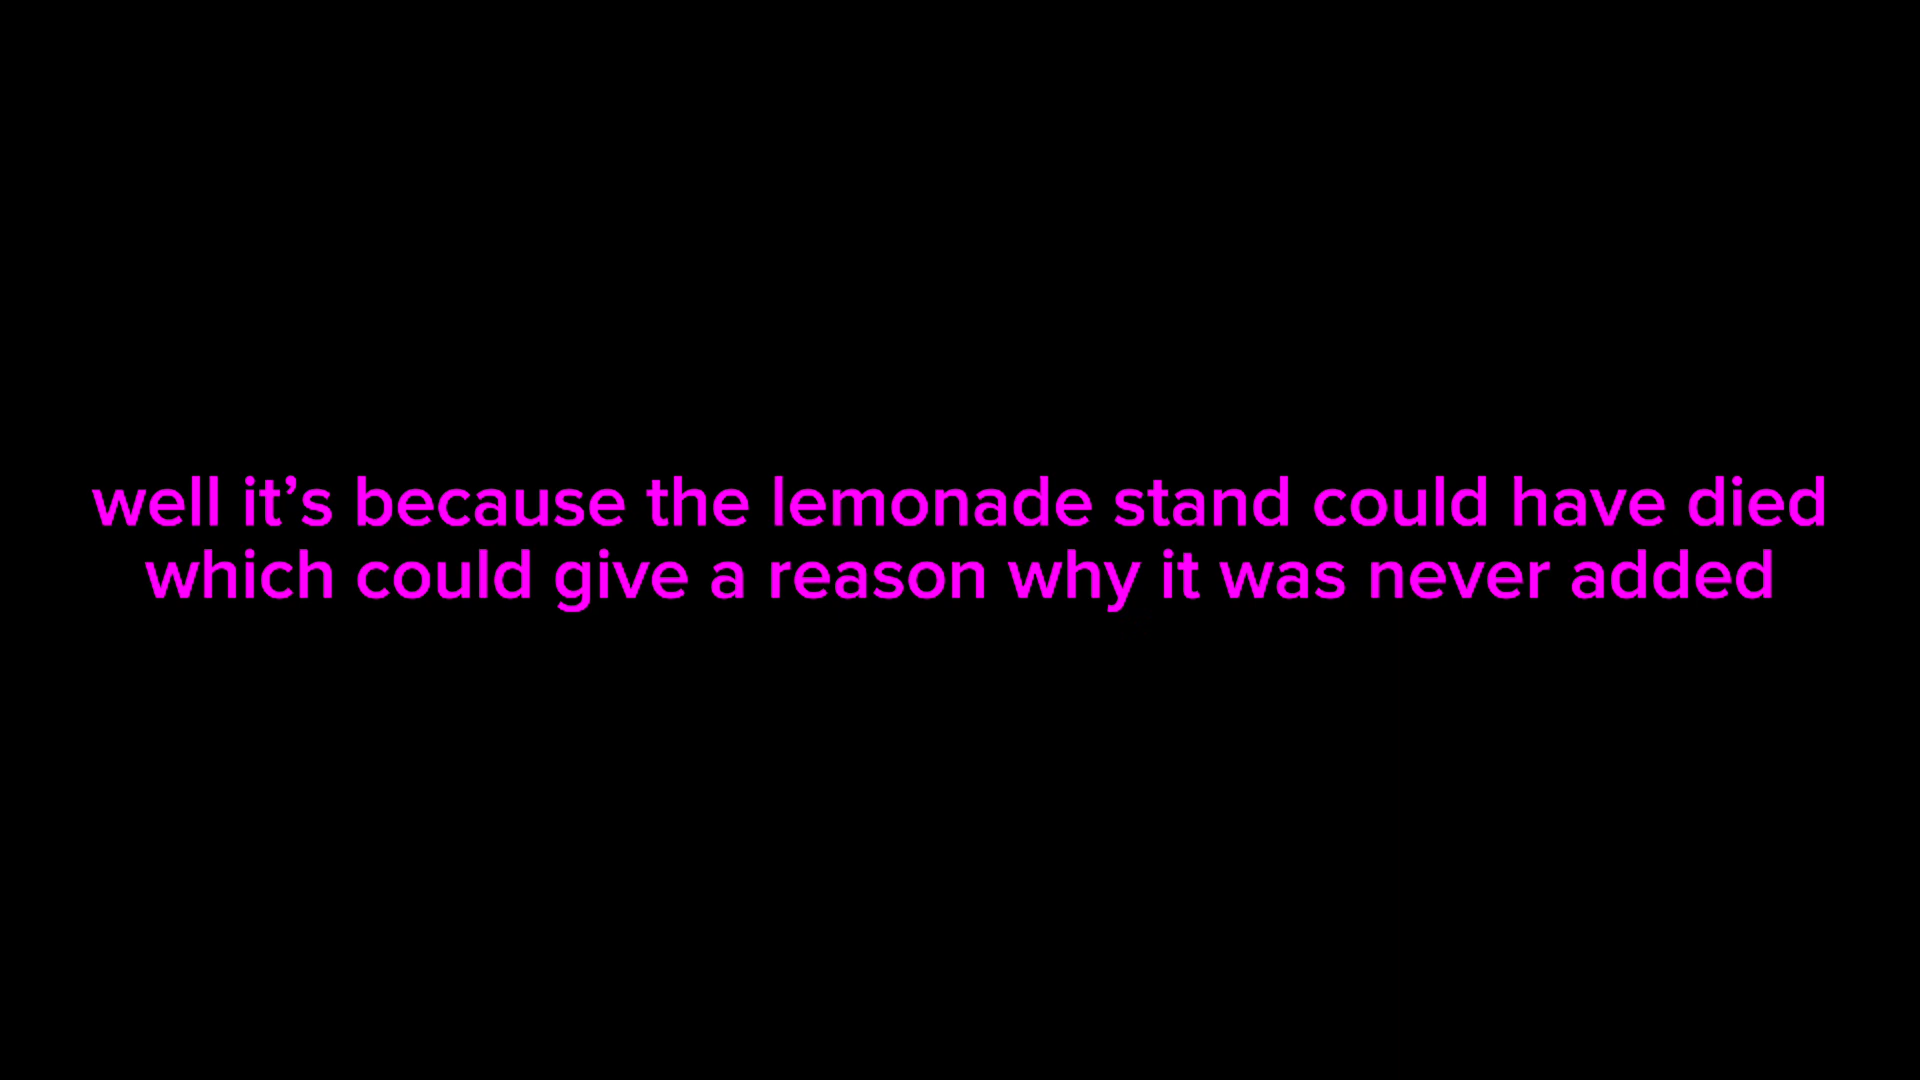 well it’s because the lemonade stand could have died
which could give a reason why it was never added